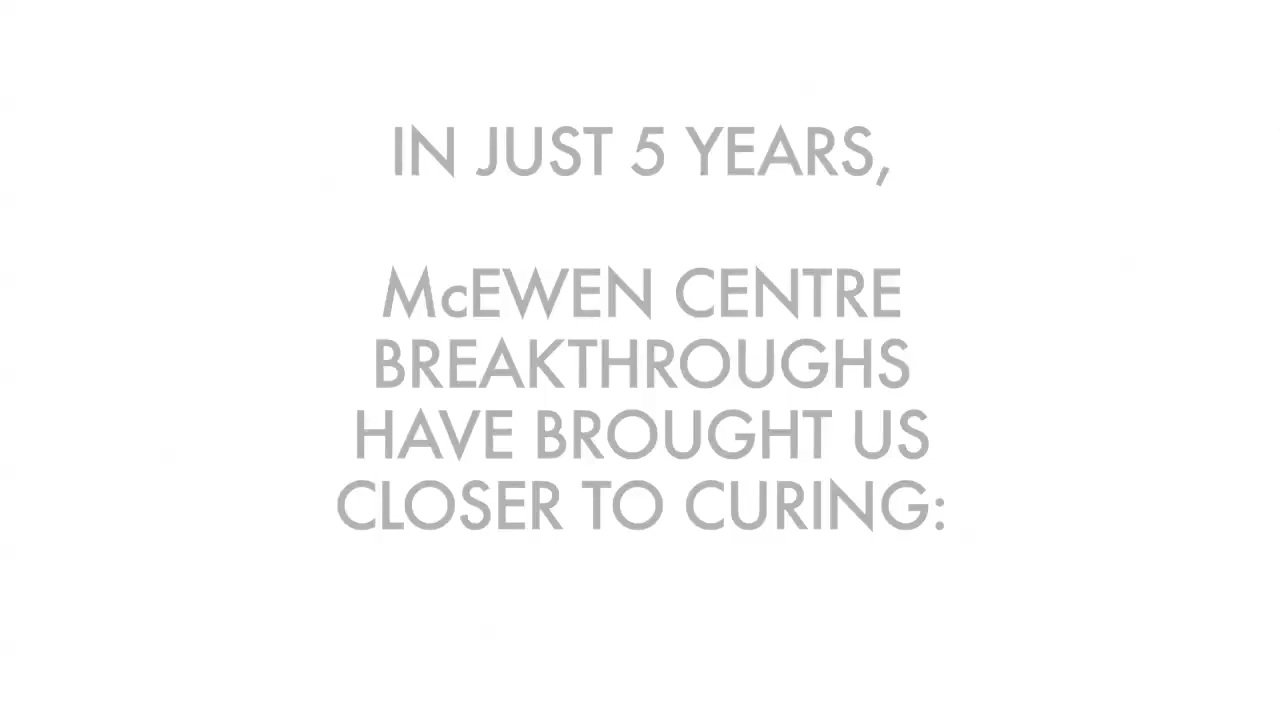 IN JUST 5 YEARS,
McEWEN CENTRE
BREAKTHROUGHS
HAVE BROUGHT US
CLOSER TO CURING: